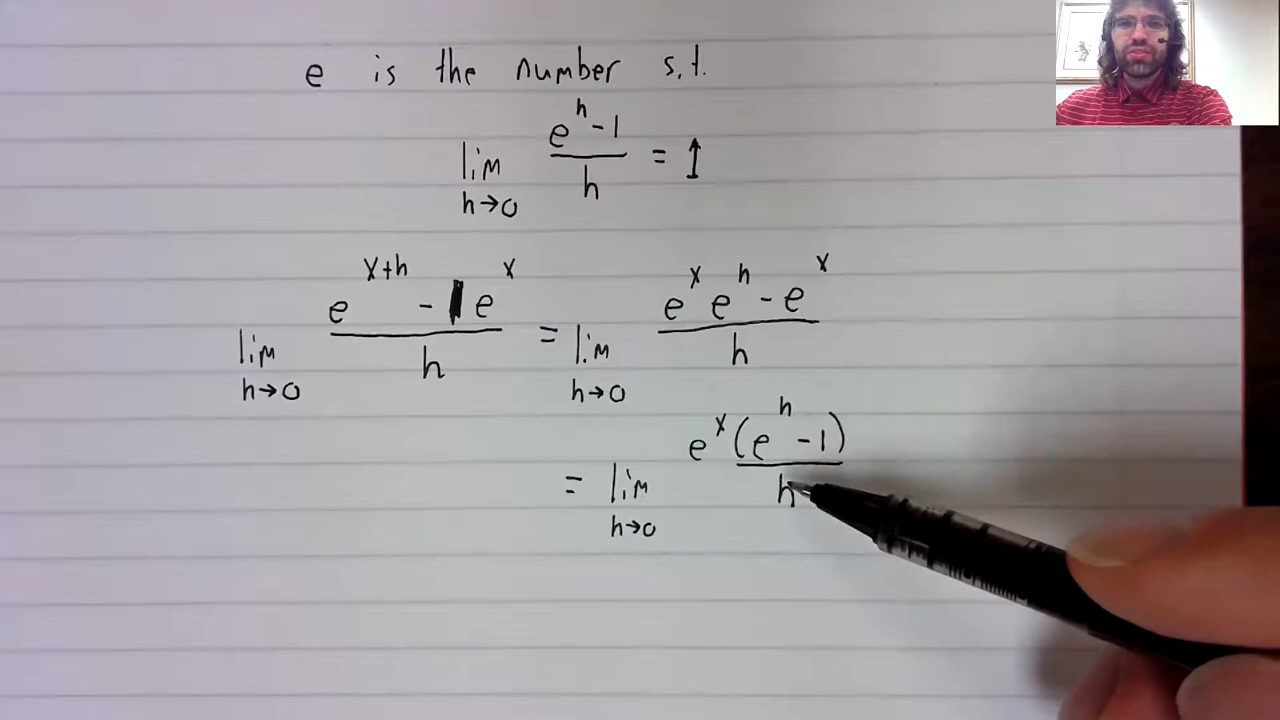 e is the number s.t.
lim h→0 e^h - 1 / h = 1
lim h→0 e^x+h - e^x / h = lim h→0 e^x e^h - e^x / h
= lim h→0 e^x (e^h - 1) / h